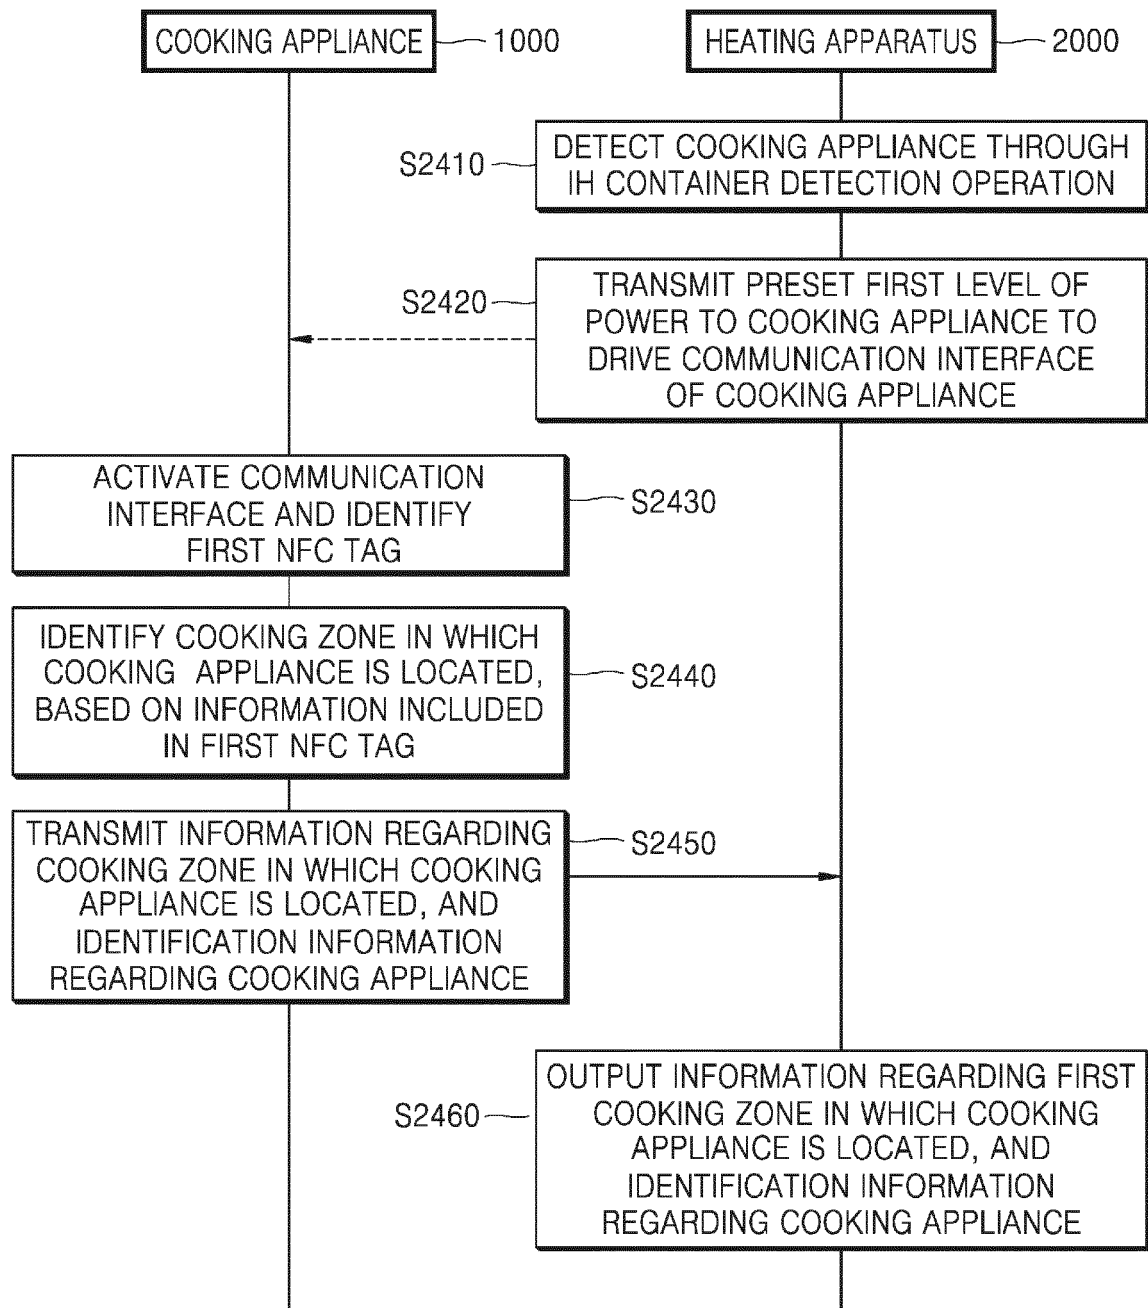 COOKING APPLIANCE
1000
HEATING APPARATUS
2000
S2410
DETECT COOKING APPLIANCE THROUGH
IH CONTAINER DETECTION OPERATION
S2420
TRANSMIT PRESET FIRST LEVEL OF
POWER TO COOKING APPLIANCE TO
DRIVE COMMUNICATION INTERFACE
OF COOKING APPLIANCE
ACTIVATE COMMUNICATION
INTERFACE AND IDENTIFY
FIRST NFC TAG
S2430
IDENTIFY COOKING ZONE IN WHICH
COOKING APPLIANCE IS LOCATED,
BASED ON INFORMATION INCLUDED
IN FIRST NFC TAG
S2440
TRANSMIT INFORMATION REGARDING
COOKING ZONE IN WHICH COOKING
APPLIANCE IS LOCATED, AND
IDENTIFICATION INFORMATION
REGARDING COOKING APPLIANCE
S2450
S2460
OUTPUT INFORMATION REGARDING FIRST
COOKING ZONE IN WHICH COOKING
APPLIANCE IS LOCATED, AND
IDENTIFICATION INFORMATION
REGARDING COOKING APPLIANCE